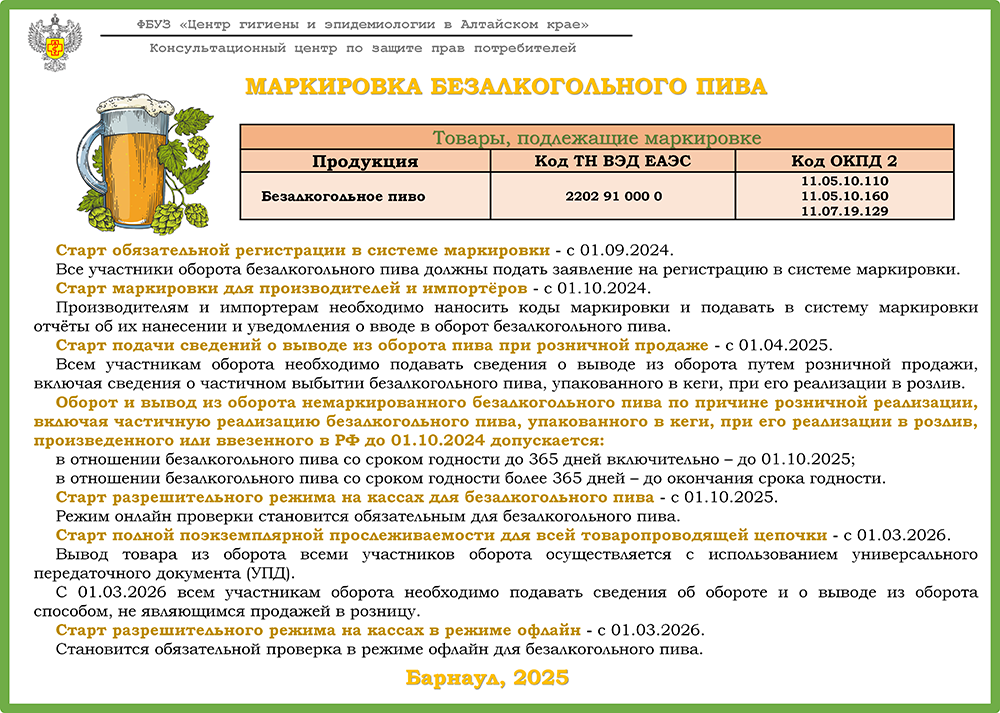 ФБУЗ «Центр гигиены и эпидемиологии в Алтайском крае»
Консультационный центр по защите прав потребителей
МАРКИРОВКА БЕЗАЛКОГОЛЬНОГО ПИВА
Товары, подлежащие маркировке
Продукция Код ТН ВЭД ЕАЭС Код ОКПД 2
Безалкогольное пиво 2202 91 000 0
11.05.10.110
11.05.10.160
11.07.19.129
Старт обязательной регистрации в системе маркировки - с 01.09.2024.
Все участники оборота безалкогольного пива должны подать заявление на регистрацию в системе маркировки.
Старт маркировки для производителей и импортёров - с 01.10.2024.
Производителям и импортерам необходимо наносить коды маркировки и подавать в систему маркировки
отчёты об их нанесении и уведомления о вводе в оборот безалкогольного пива.
Старт подачи сведений о выводе из оборота пива при розничной продаже - с 01.04.2025.
Всем участникам оборота необходимо подавать сведения о выводе из оборота путем розничной продажи,
включая сведения о частичном выбытии безалкогольного пива, упакованного в кеги, при его реализации в розлив.
Оборот и вывод из оборота немаркированного безалкогольного пива по причине розничной реализации,
включая частичную реализацию безалкогольного пива, упакованного в кеги, при его реализации в розлив,
произведенного или ввезенного в РФ до 01.10.2024 допускается:
в отношении безалкогольного пива со сроком годности до 365 дней включительно – до 01.10.2025;
в отношении безалкогольного пива со сроком годности более 365 дней – до окончания срока годности.
Старт разрешительного режима на кассах для безалкогольного пива - с 01.10.2025.
Режим онлайн проверки становится обязательным для безалкогольного пива.
Старт полной поэкземплярной прослеживаемости для всей товаропроводящей цепочки - с 01.03.2026.
Вывод товара из оборота всеми участников оборота осуществляется с использованием универсального
передаточного документа (УПД).
С 01.03.2026 всем участникам оборота необходимо подавать сведения об обороте и о выводе из оборота
способом, не являющимся продажей в розницу.
Старт разрешительного режима на кассах в режиме офлайн - с 01.03.2026.
Становится обязательной проверка в режиме офлайн для безалкогольного пива.
Барнаул, 2025